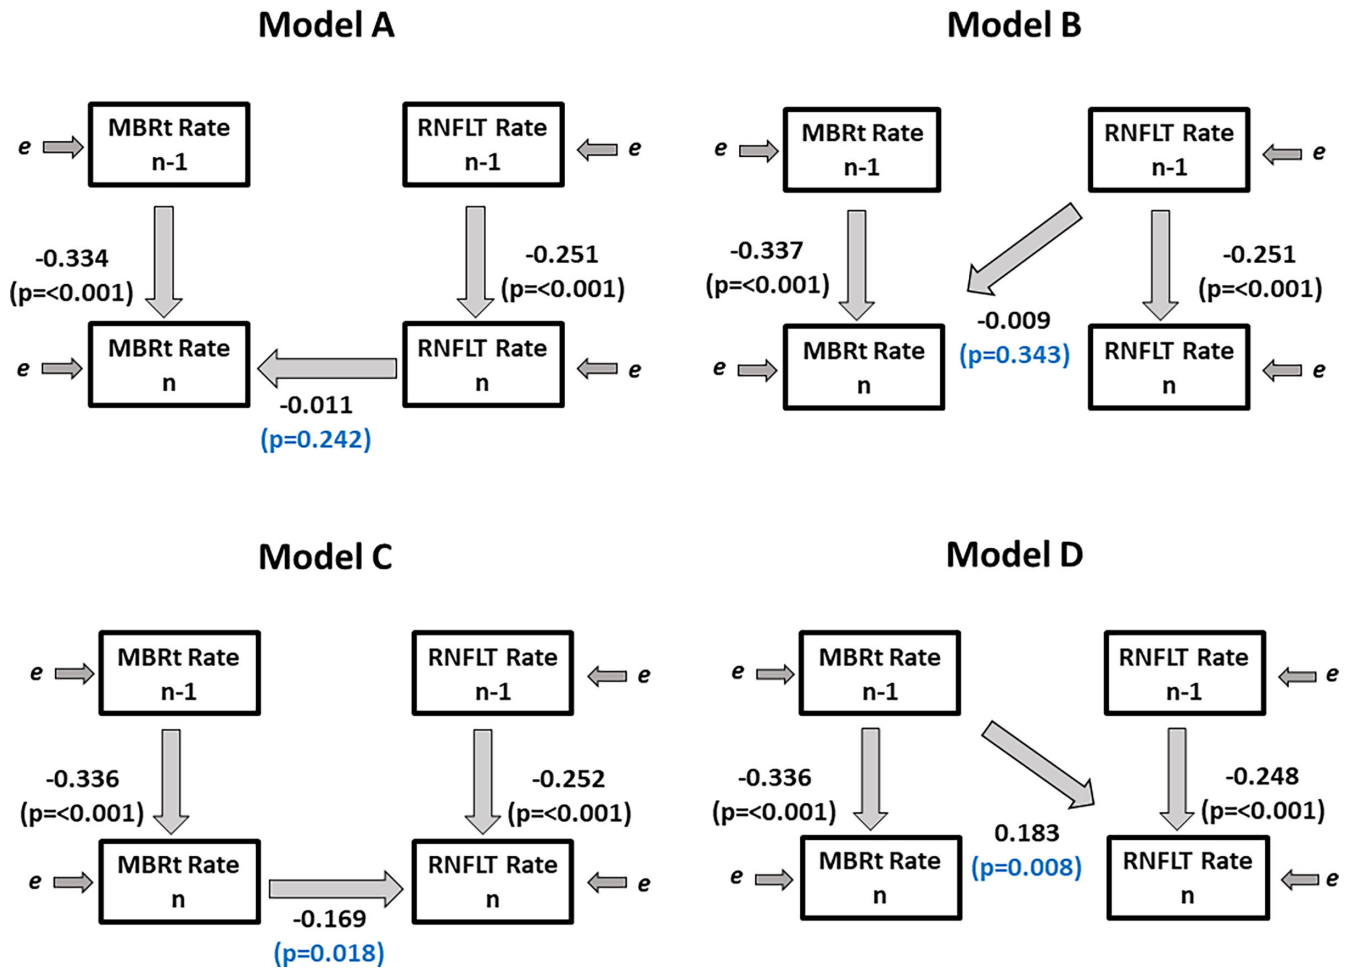 Model A
e
MBRt Rate
n-1
RNFLT Rate
n-1
e
-0.334
(p=<0.001)
-0.251
(p=<0.001)
e
MBRt Rate
n
RNFLT Rate
n
e
-0.011
(p=0.242)
Model B
e
MBRt Rate
n-1
RNFLT Rate
n-1
e
-0.337
(p=<0.001)
-0.251
(p=<0.001)
-0.009
(p=0.343)
e
MBRt Rate
n
RNFLT Rate
n
e
Model C
e
MBRt Rate
n-1
RNFLT Rate
n-1
e
-0.336
(p=<0.001)
-0.252
(p=<0.001)
e
MBRt Rate
n
RNFLT Rate
n
e
-0.169
(p=0.018)
Model D
e
MBRt Rate
n-1
RNFLT Rate
n-1
e
-0.336
(p=<0.001)
-0.248
(p=<0.001)
0.183
(p=0.008)
e
MBRt Rate
n
RNFLT Rate
n
e